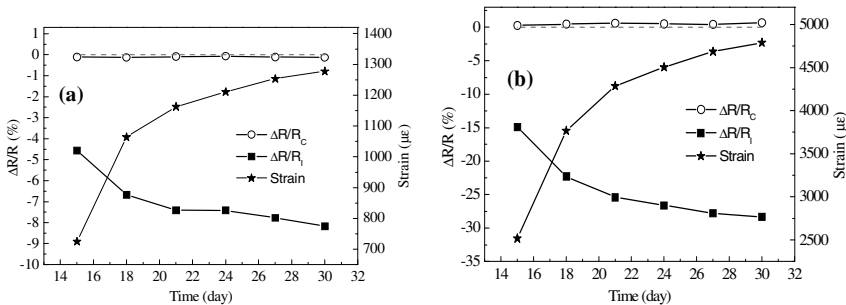 1
0
-1
-2
-3
-4
-5
-6
-7
-8
-9
-10
ΔR/R (%)
(a)
ΔR/R_C
ΔR/R_I
Strain
1400
1300
1200
1100
1000
900
800
700
Strain (με)
14 16 18 20 22 24 26 28 30 32
Time (day)
0
-5
-10
-15
-20
-25
-30
-35
ΔR/R (%)
(b)
ΔR/R_C
ΔR/R_I
Strain
5000
4500
4000
3500
3000
2500
Strain (με)
14 16 18 20 22 24 26 28 30 32
Time (day)